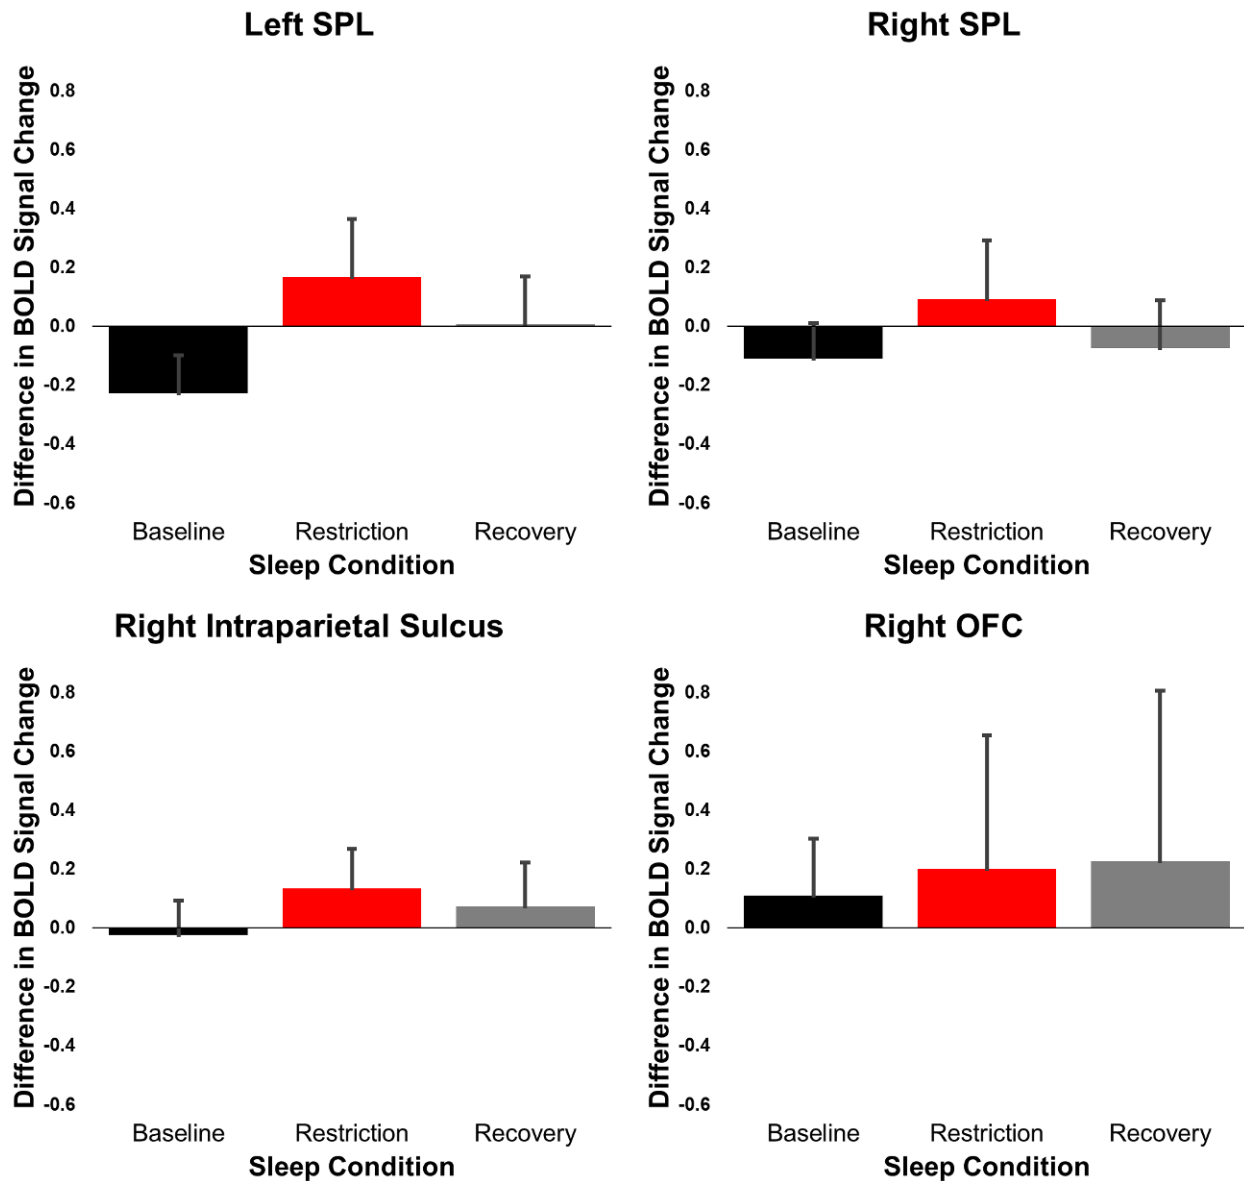 Left SPL
Difference in BOLD Signal Change
0.8
0.6
0.4
0.2
0.0
-0.2
-0.4
-0.6
Baseline Restriction Recovery
Sleep Condition
Right SPL
Difference in BOLD Signal Change
0.8
0.6
0.4
0.2
0.0
-0.2
-0.4
-0.6
Baseline Restriction Recovery
Sleep Condition
Right Intraparietal Sulcus
Difference in BOLD Signal Change
0.8
0.6
0.4
0.2
0.0
-0.2
-0.4
-0.6
Baseline Restriction Recovery
Sleep Condition
Right OFC
Difference in BOLD Signal Change
0.8
0.6
0.4
0.2
0.0
-0.2
-0.4
-0.6
Baseline Restriction Recovery
Sleep Condition